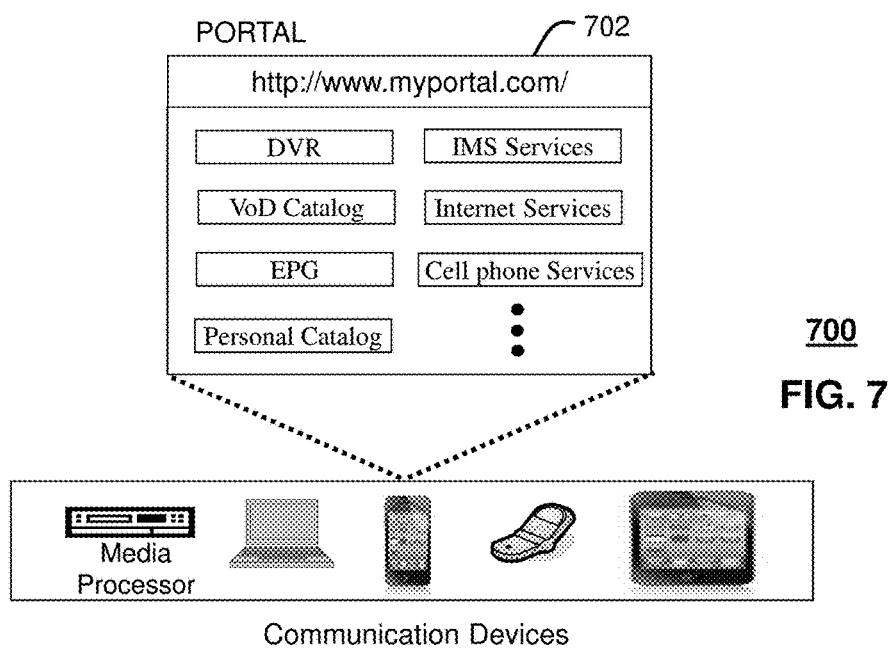 PORTAL
702
http://www.myportal.com/
DVR
IMS Services
VoD Catalog
Internet Services
EPG
Cell phone Services
Personal Catalog
700
FIG. 7
Media
Processor
Communication Devices